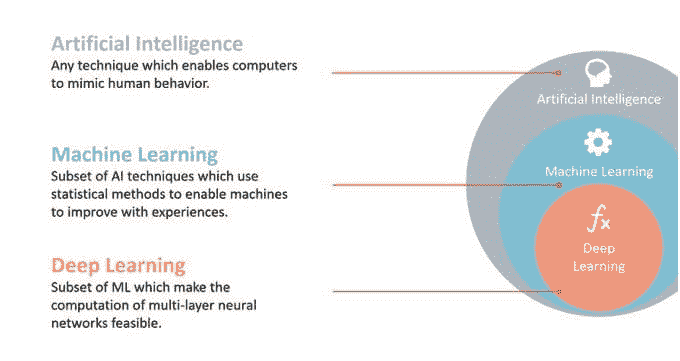 Artificial Intelligence
Any technique which enables computers
to mimic human behavior.
Machine Learning
Subset of AI techniques which use
statistical methods to enable machines
to improve with experiences.
Deep Learning
Subset of ML which make the
computation of multi-layer neural
networks feasible.
Artificial Intelligence
Machine Learning
fx
Deep
Learning